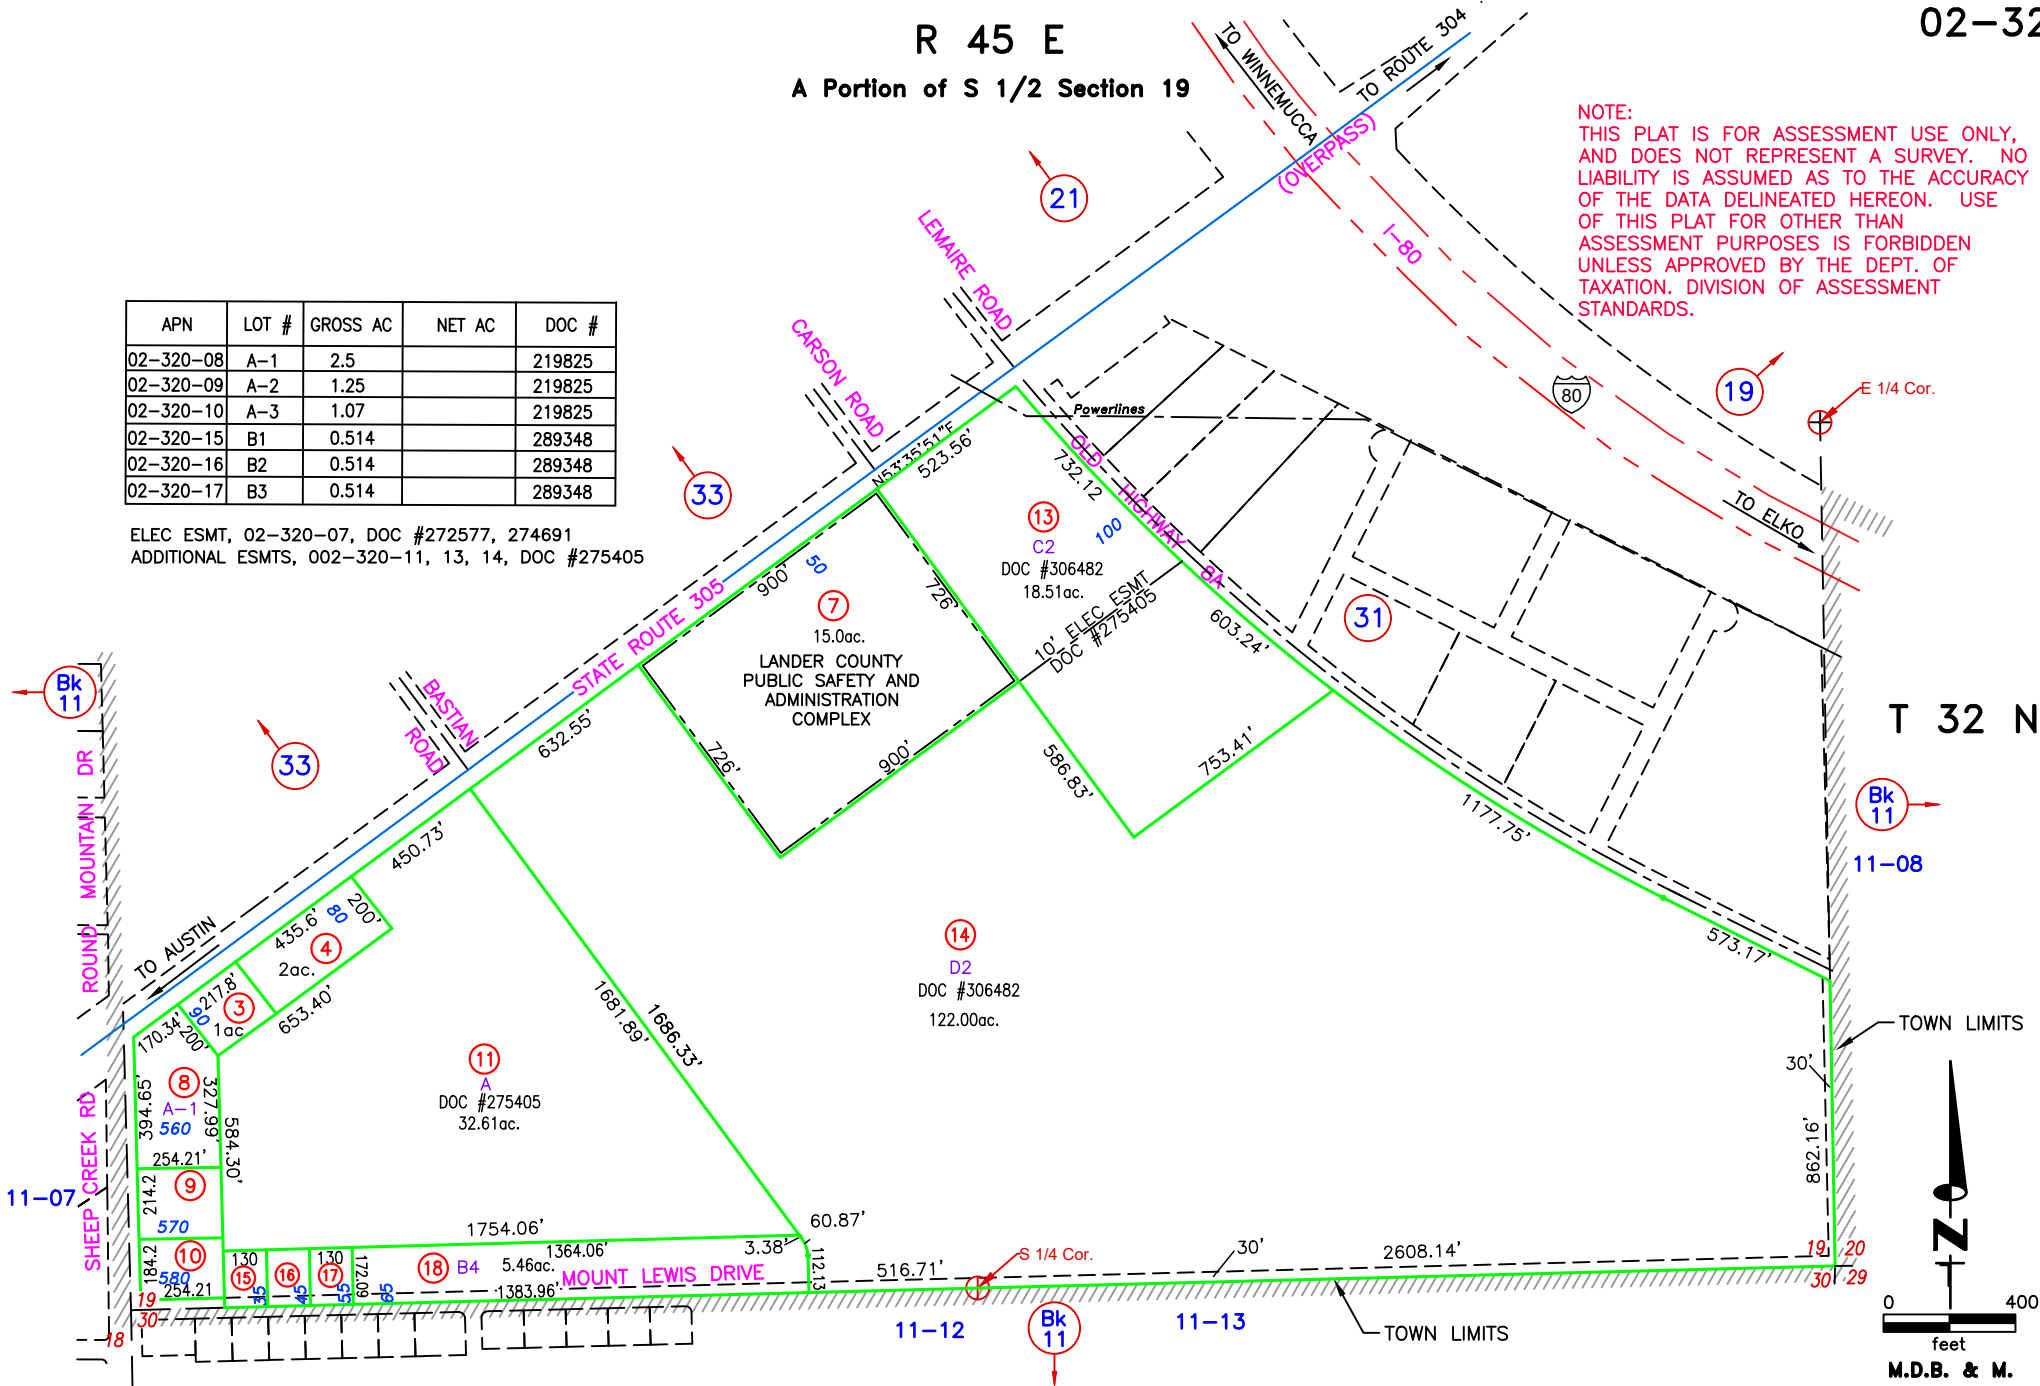 R 45 E
A Portion of S 1/2 Section 19
02-32
NOTE:
THIS PLAT IS FOR ASSESSMENT USE ONLY,
AND DOES NOT REPRESENT A SURVEY. NO
LIABILITY IS ASSUMED AS TO THE ACCURACY
OF THE DATA DELINEATED HEREON. USE
OF THIS PLAT FOR OTHER THAN
ASSESSMENT PURPOSES IS FORBIDDEN
UNLESS APPROVED BY THE DEPT. OF
TAXATION. DIVISION OF ASSESSMENT
STANDARDS.
TO WINNEMUCCA
TO ROUTE 304
(OVERPASS)
I-80
21
LEMAIRE ROAD
CARSON ROAD
APN LOT # GROSS AC NET AC DOC #
02-320-08 A-1 2.5 219825
02-320-09 A-2 1.25 219825
02-320-10 A-3 1.07 219825
02-320-15 B1 0.514 289348
02-320-16 B2 0.514 289348
02-320-17 B3 0.514 289348
ELEC ESMT, 02-320-07, DOC #272577, 274691
ADDITIONAL ESMTS, 002-320-11, 13, 14, DOC #275405
33
80
19
E 1/4 Cor.
TO ELKO
Powerlines
N53°35'51"E
523.56'
732.12
OLD HIGHWAY 8A
100
13
C2
DOC #306482
18.51ac.
10' ELEC ESMT
DOC #275405
603.24'
31
50
900'
726'
7
15.0ac.
LANDER COUNTY
PUBLIC SAFETY AND
ADMINISTRATION
COMPLEX
726'
900'
STATE ROUTE 305
632.55'
586.83'
753.41'
1177.75'
573.17'
T 32 N
Bk
11
11-08
Bk
11
33
BASTIAN
ROAD
ROUND MOUNTAIN DR
TO AUSTIN
450.73'
435.6'
80
200'
4
2ac.
217.8'
3
1ac
90
653.40'
170.34'
200'
14
D2
DOC #306482
122.00ac.
1681.89'
1686.33'
11
A
DOC #275405
32.61ac.
8
A-1
560
394.65'
327.99'
584.30'
254.21'
214.2
9
570
10
184.2
580
254.21
SHEEP CREEK RD
11-07
1754.06'
60.87'
1364.06'
3.38'
112.13
130
15
35
16
45
130
17
55
172.09
65
18
B4
5.46ac.
MOUNT LEWIS DRIVE
1383.96'
516.71'
S 1/4 Cor.
30'
2608.14'
TOWN LIMITS
30'
862.16'
19 20
30 29
19
30
18
11-12
Bk
11
11-13
TOWN LIMITS
N
0 400
feet
M.D.B. & M.